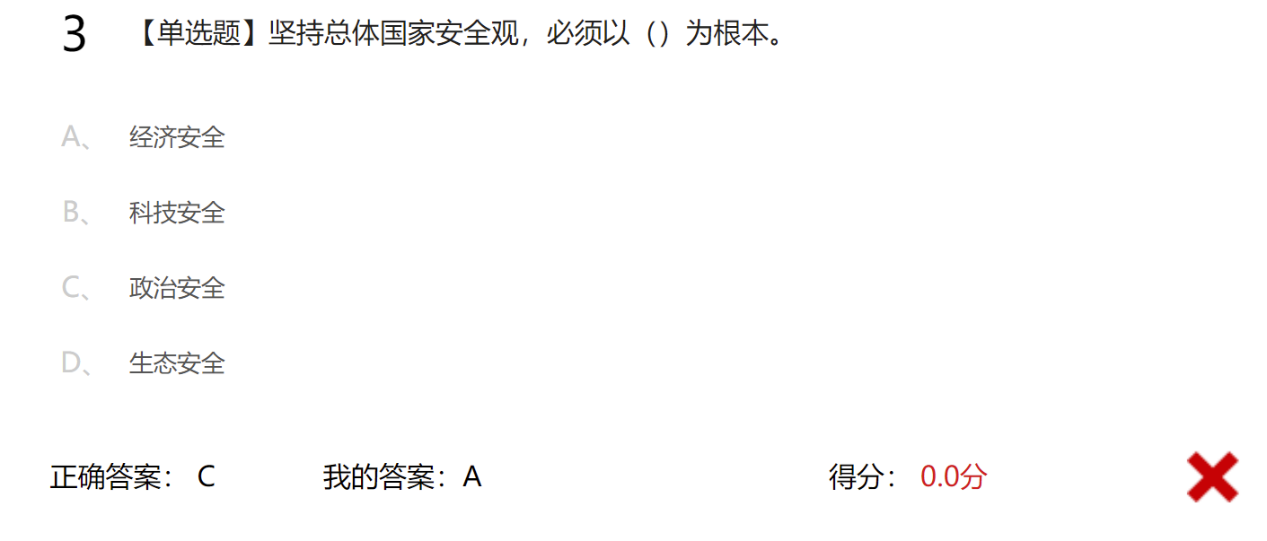 3 【单选题】坚持总体国家安全观，必须以（）为根本。
A、 经济安全
B、 科技安全
C、 政治安全
D、 生态安全
正确答案： C 我的答案：A 得分： 0.0分